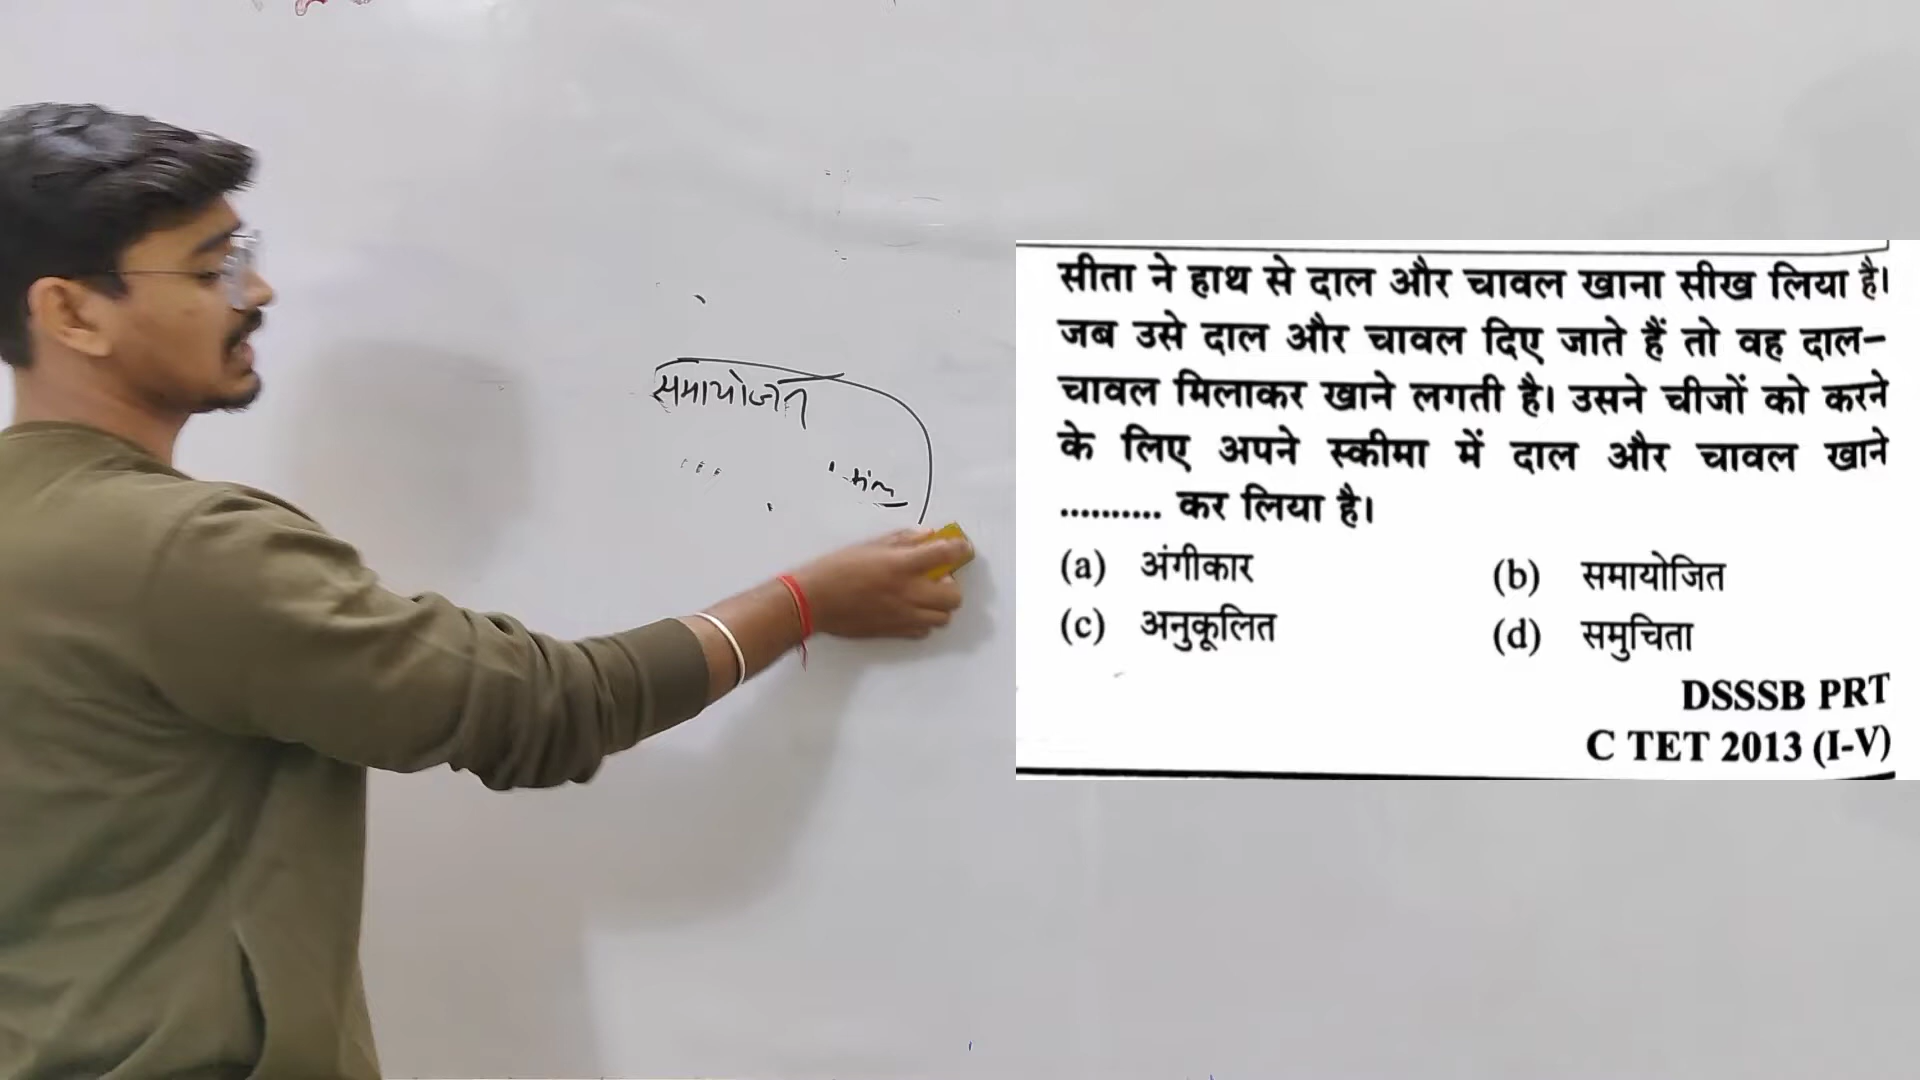 समायोजन
सीता ने हाथ से दाल और चावल खाना सीख लिया है।
जब उसे दाल और चावल दिए जाते हैं तो वह दाल–
चावल मिलाकर खाने लगती है। उसने चीजों को करने
के लिए अपने स्कीमा में दाल और चावल खाने
.......... कर लिया है।
(a) अंगीकार (b) समायोजित
(c) अनुकूलित (d) समुचिता
DSSSB PRT
C TET 2013 (I-V)